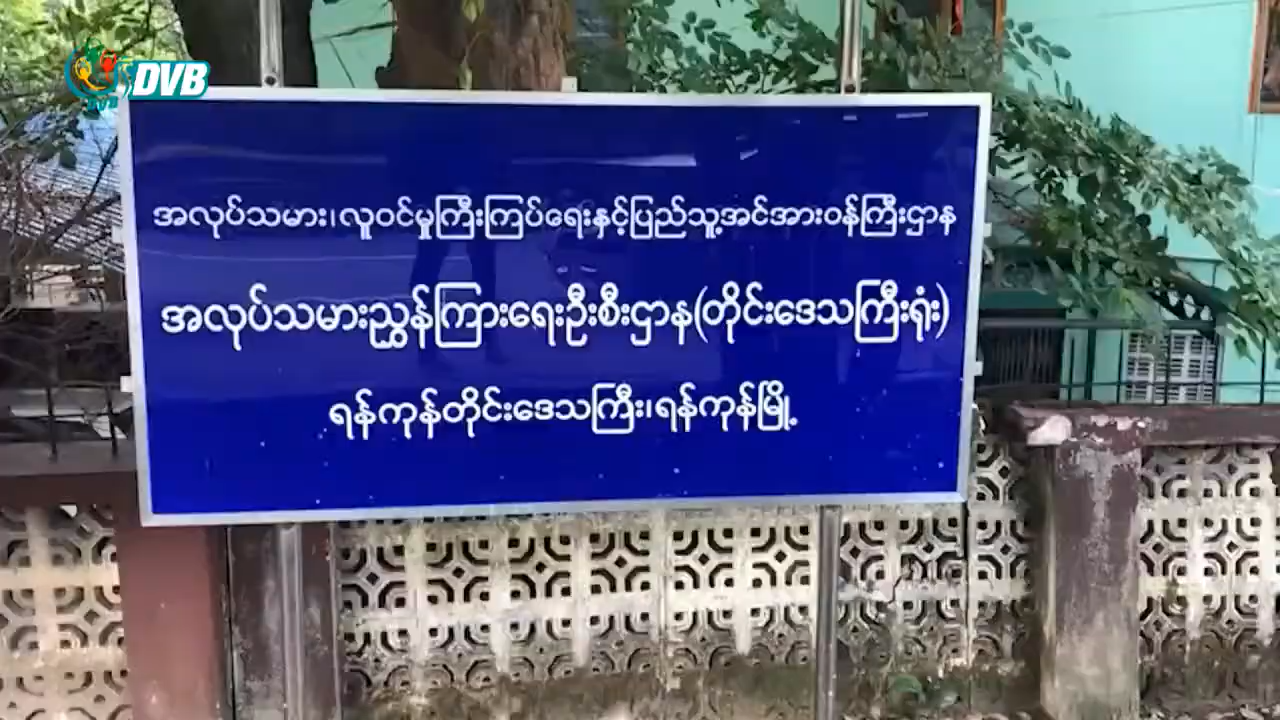 DVB
DVB
အလုပ်သမား၊လူဝင်မှုကြီးကြပ်ရေးနှင့်ပြည်သူ့အင်အားဝန်ကြီးဌာန
အလုပ်သမားညွှန်ကြားရေးဦးစီးဌာန(တိုင်းဒေသကြီးရုံး)
ရန်ကုန်တိုင်းဒေသကြီး၊ရန်ကုန်မြို့